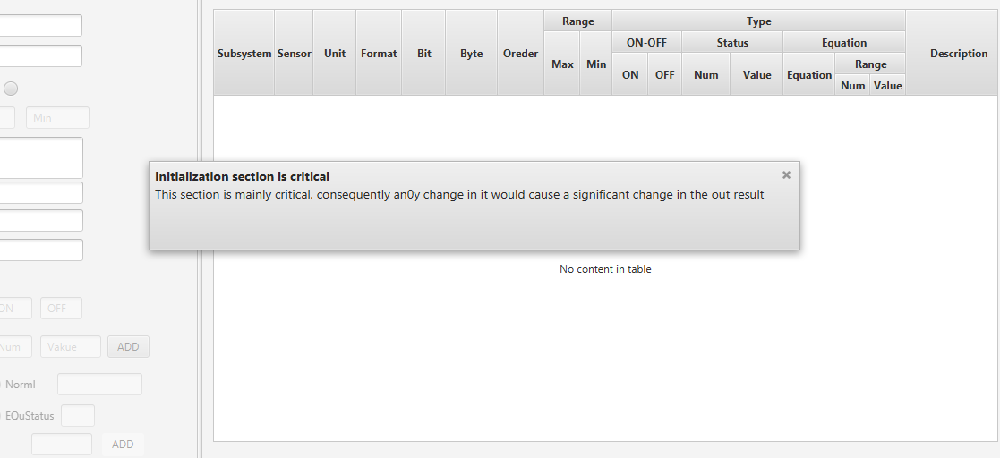 Range
Type
ON-OFF
Status
Equation
Subsystem
Sensor
Unit
Format
Bit
Byte
Oreder
Max
Min
ON
OFF
Num
Value
Equation
Range
Num
Value
Description
-
Min
Initialization section is critical
This section is mainly critical, consequently an0y change in it would cause a significant change in the out result
No content in table
ON
OFF
Num
Vakue
ADD
Norml
EQuStatus
ADD